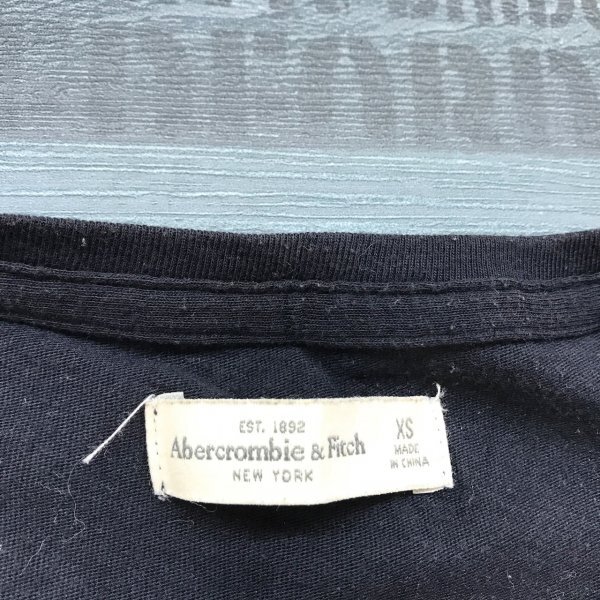 EST. 1892
Abercrombie & Fitch
NEW YORK
XS
MADE
IN CHINA